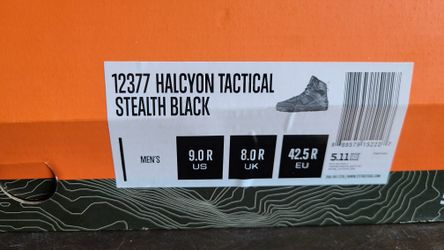 12377 HALCYON TACTICAL
STEALTH BLACK
MEN'S
9.0 R
US
8.0 R
UK
42.5 R
EU
5.11